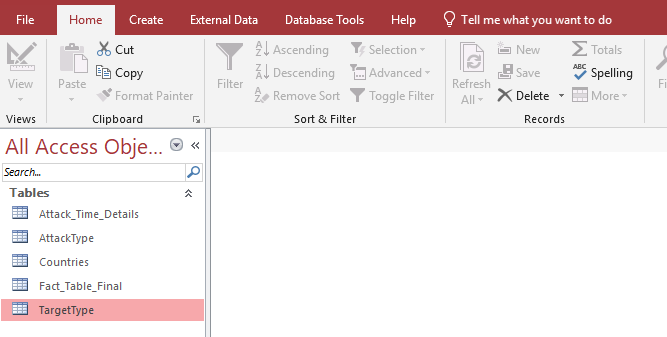 File Home Create External Data Database Tools Help Tell me what you want to do
Cut Ascending Selection New Totals
View Paste Copy Filter Descending Advanced Refresh All Save Spelling
Format Painter Remove Sort Toggle Filter Delete More
Views Clipboard Sort & Filter Records
All Access Obje...
Search...
Tables
Attack_Time_Details
AttackType
Countries
Fact_Table_Final
TargetType